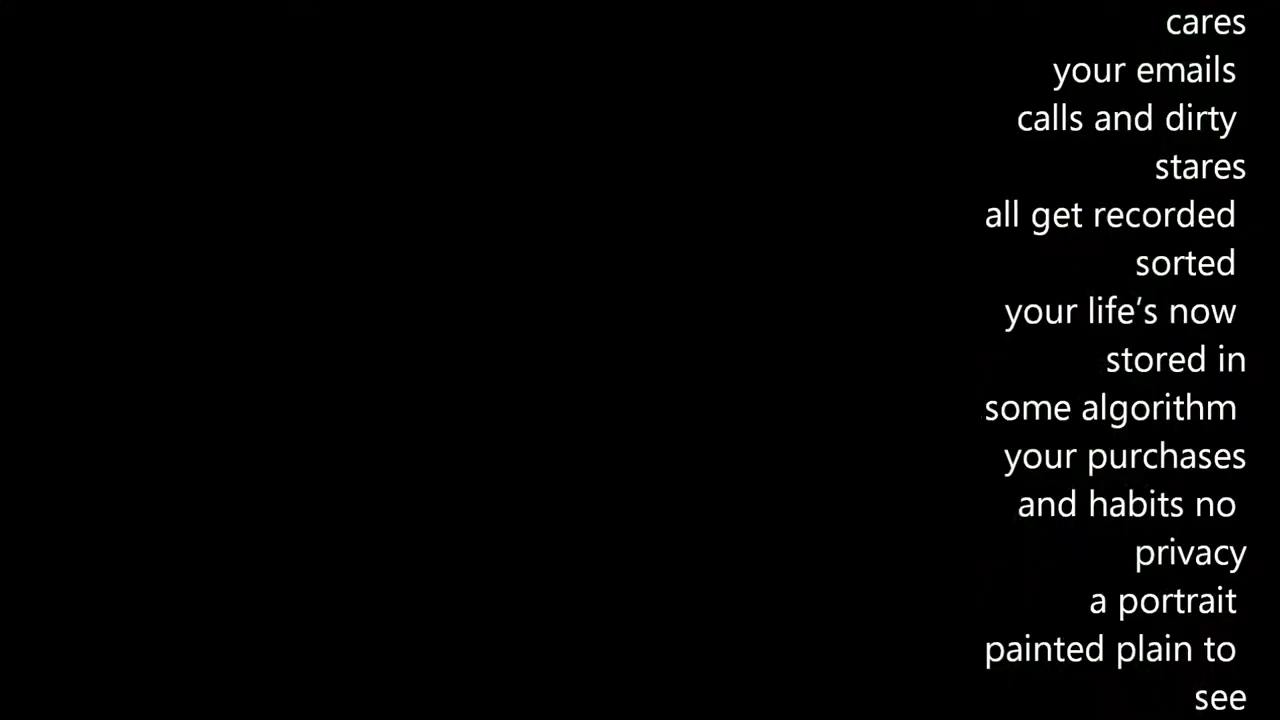 cares
your emails
calls and dirty
stares
all get recorded
sorted
your life's now
stored in
some algorithm
your purchases
and habits no
privacy
a portrait
painted plain to
see